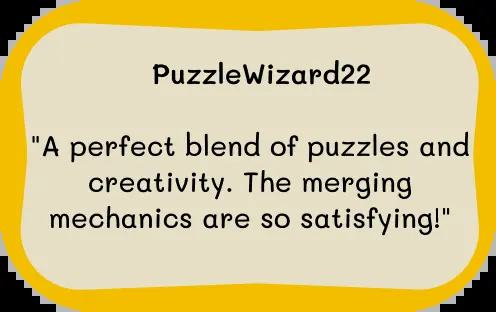 PuzzleWizard22
"A perfect blend of puzzles and
creativity. The merging
mechanics are so satisfying!"